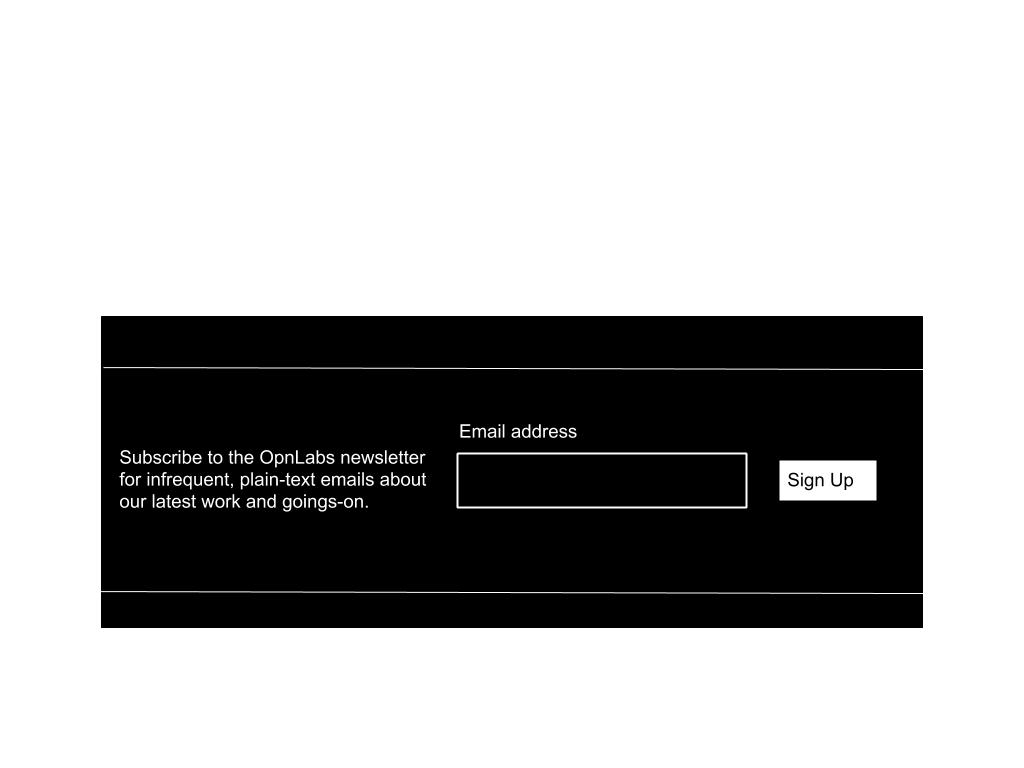 Subscribe to the OpnLabs newsletter
for infrequent, plain-text emails about
our latest work and goings-on.
Email address
Sign Up